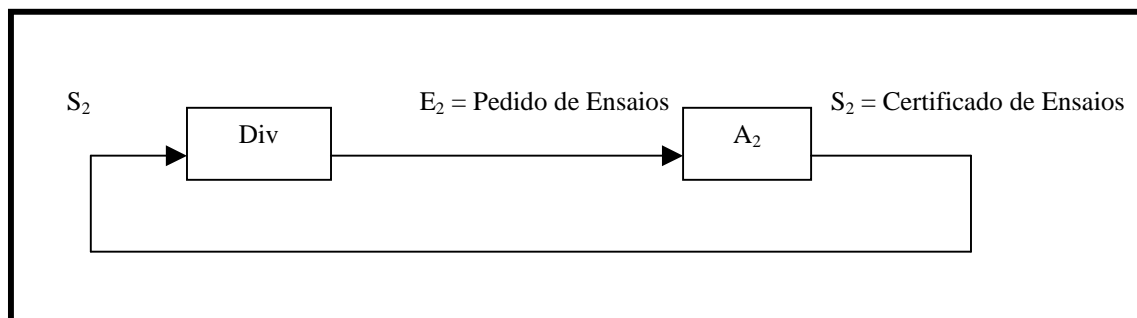 S₂ E₂ = Pedido de Ensaios S₂ = Certificado de Ensaios
Div A₂